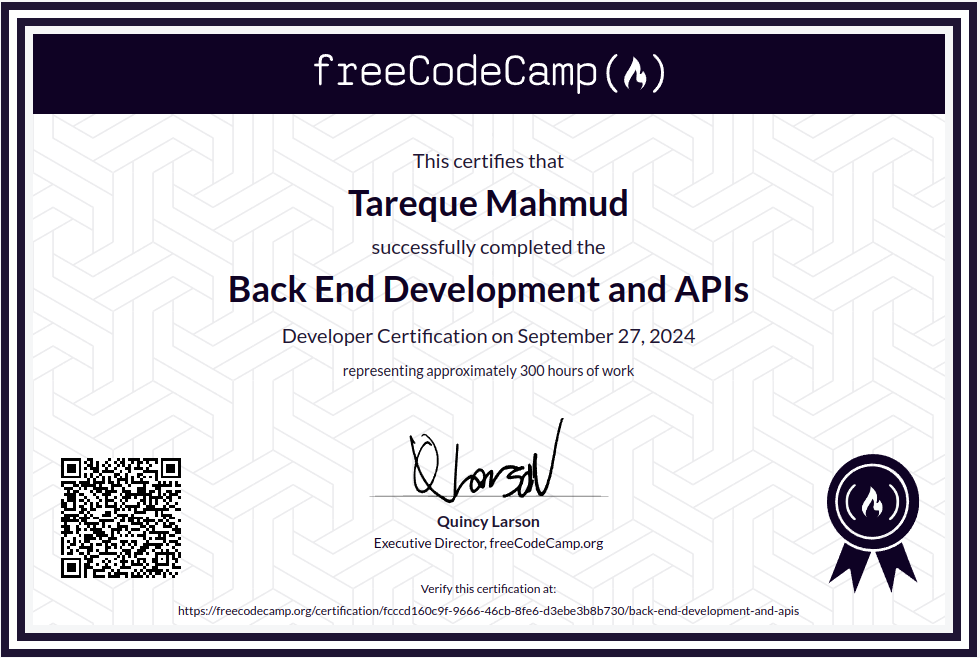 freeCodeCamp
This certifies that
Tareque Mahmud
successfully completed the
Back End Development and APIs
Developer Certification on September 27, 2024
representing approximately 300 hours of work
Quincy Larson
Executive Director, freeCodeCamp.org
Verify this certification at:
https://freecodecamp.org/certification/fcccd160c9f-9666-46cb-8fe6-d3ebe3b8b730/back-end-development-and-apis